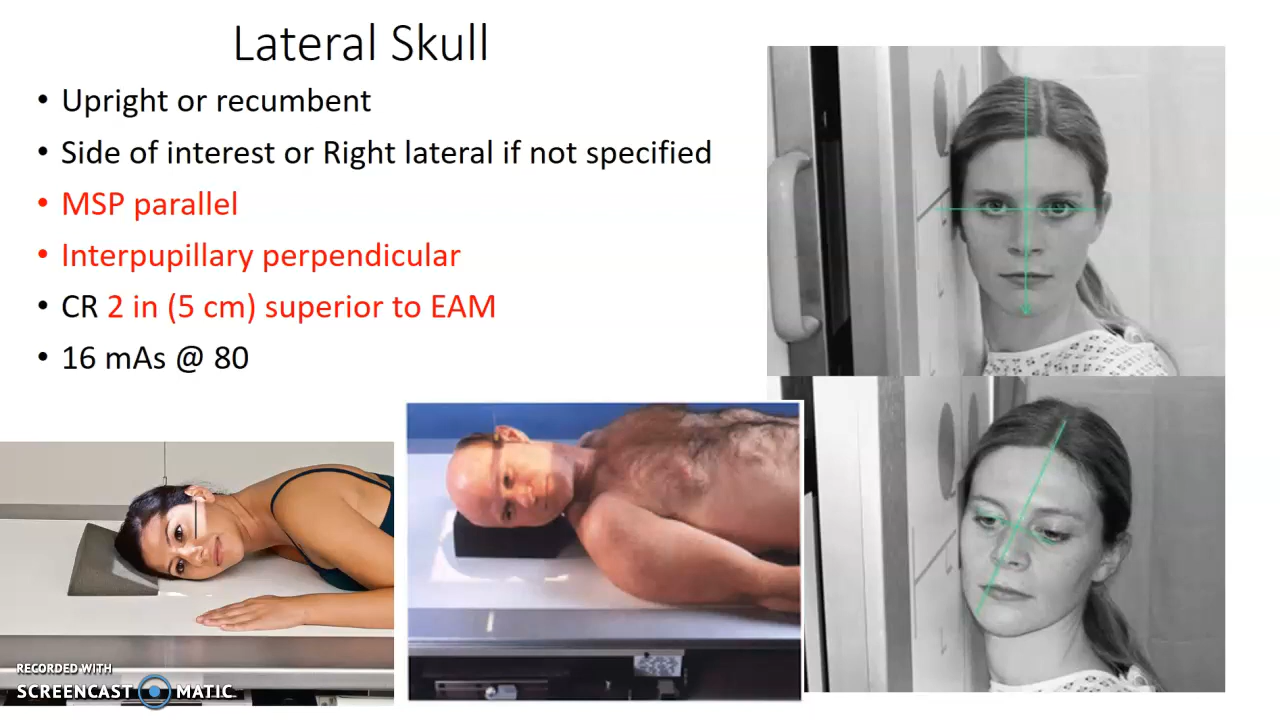 Lateral Skull
• Upright or recumbent
• Side of interest or Right lateral if not specified
• MSP parallel
• Interpupillary perpendicular
• CR 2 in (5 cm) superior to EAM
• 16 mAs @ 80
RECORDED WITH
SCREENCAST MATIC